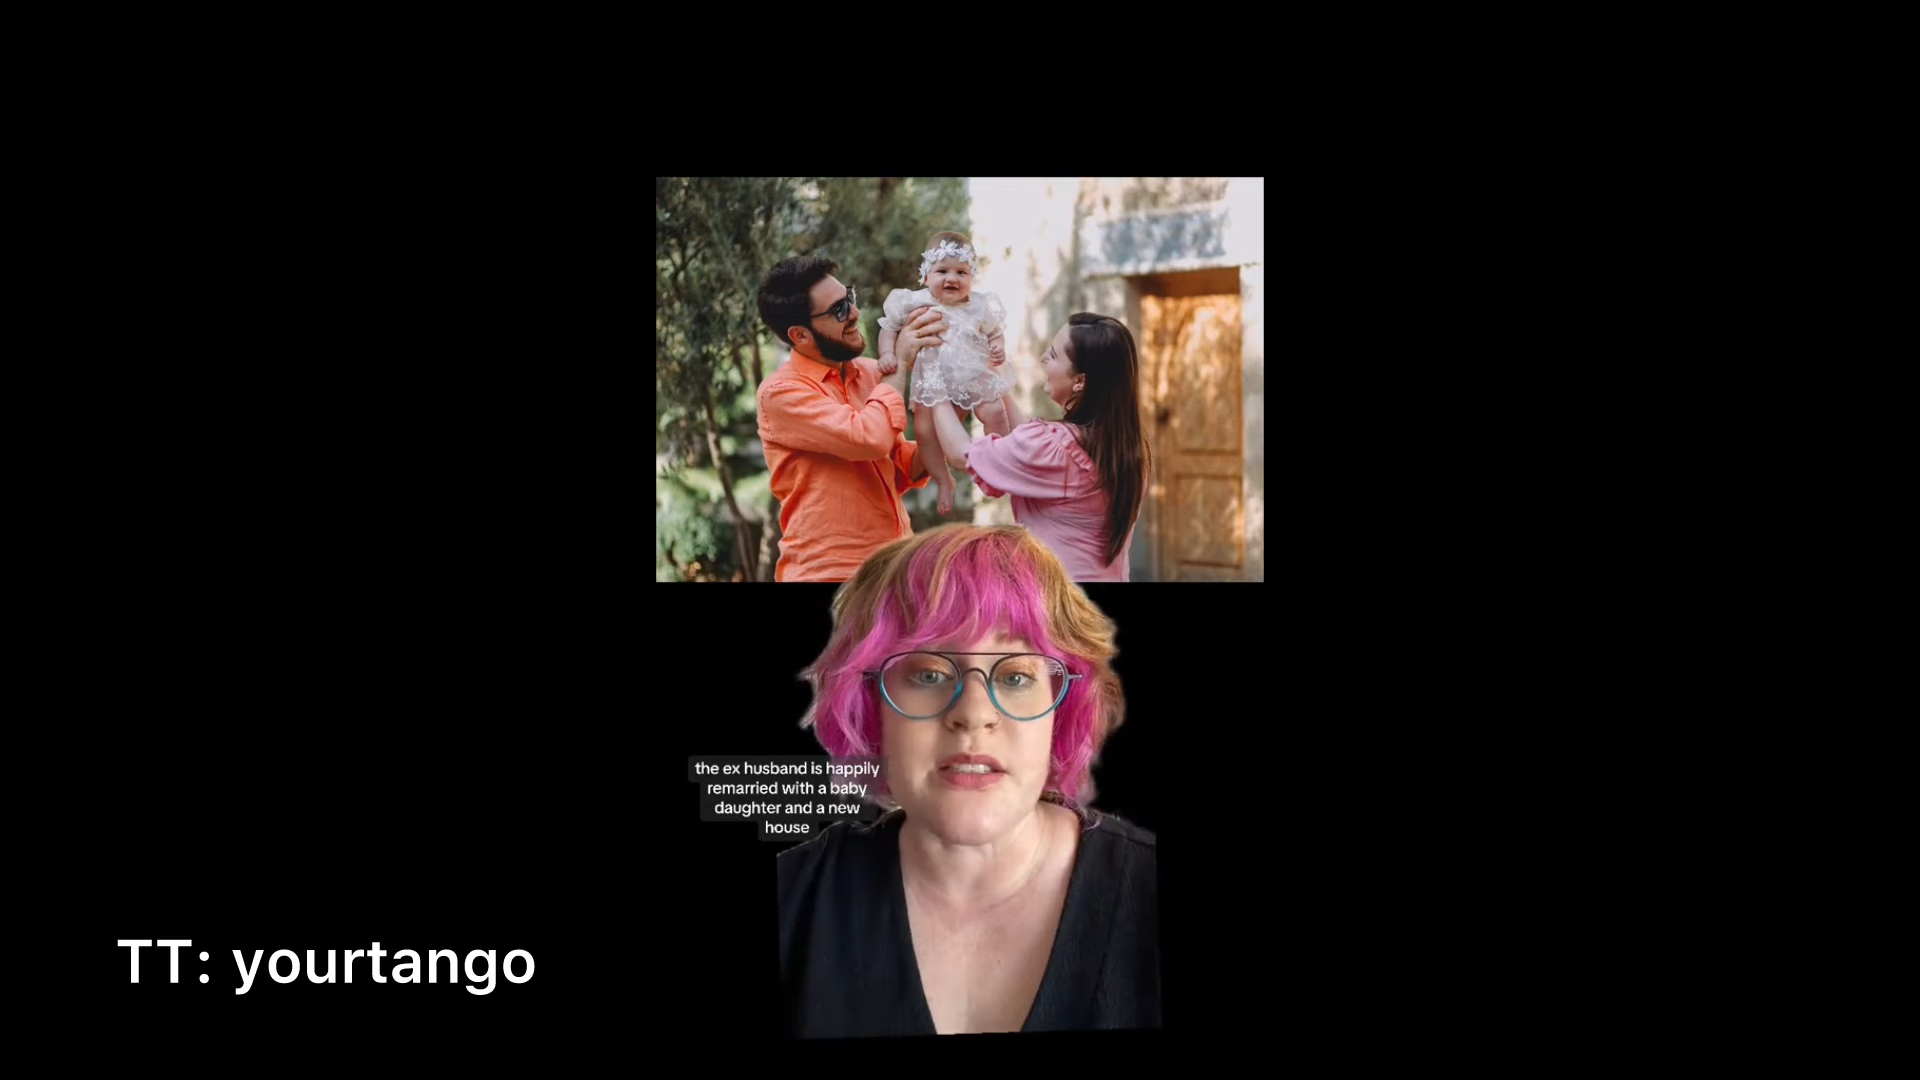 the ex husband is happily
remarried with a baby
daughter and a new
house
TT: yourtango